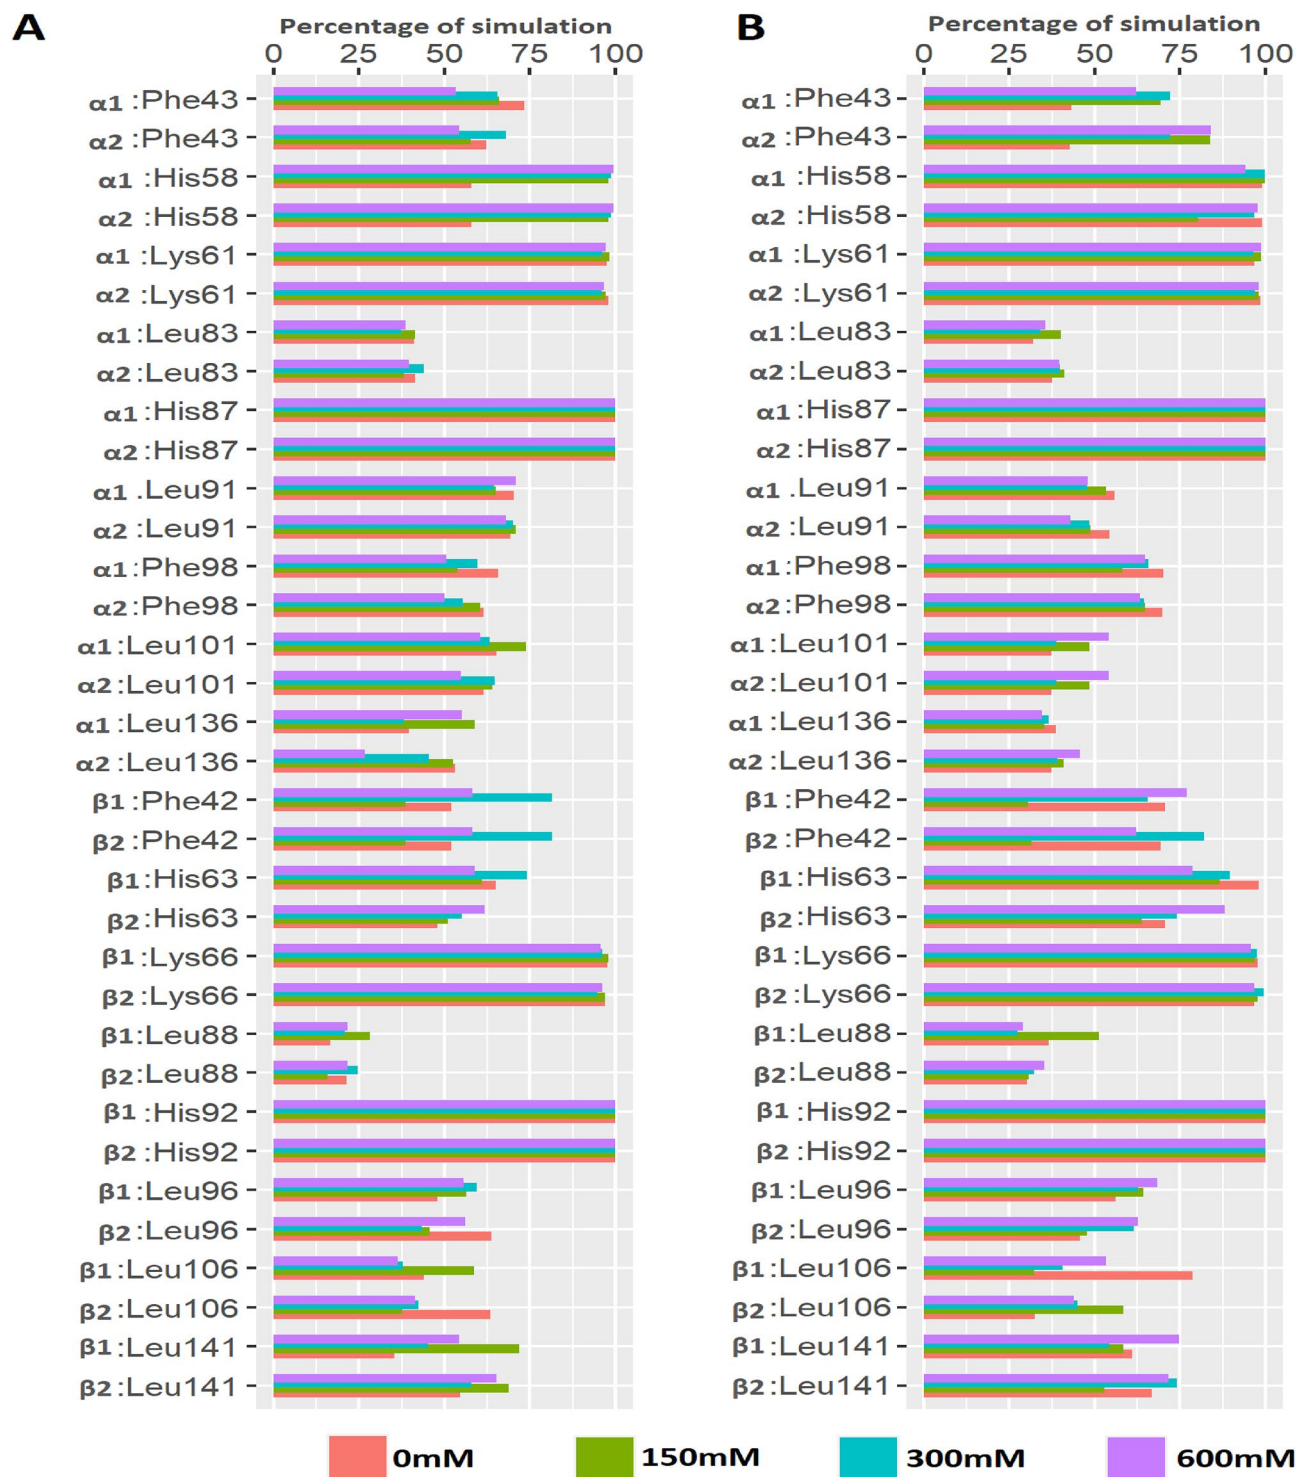 A
Percentage of simulation
0 25 50 75 100
α1 :Phe43
α2 :Phe43
α1 :His58
α2 :His58
α1 :Lys61
α2 :Lys61
α1:Leu83
α2:Leu83
α1:His87
α2:His87
α1.Leu91
α2:Leu91
α1:Phe98
α2:Phe98
α1:Leu101
α2:Leu101
α1:Leu136
α2:Leu136
β1:Phe42
β2:Phe42
β1:His63
β2:His63
β1:Lys66
β2:Lys66
β1:Leu88
β2:Leu88
β1:His92
β2 :His92
β1:Leu96
β2:Leu96
β1:Leu106
β2:Leu106
β1:Leu141
β2:Leu141
B
Percentage of simulation
0 25 50 75 100
α1 :Phe43
α2 :Phe43
α1 :His58
α2 :His58
α1 :Lys61
α2 :Lys61
α1:Leu83
α2:Leu83
α1:His87
α2:His87
α1.Leu91
α2:Leu91
α1:Phe98
α2:Phe98
α1:Leu101
α2:Leu101
α1:Leu136
α2:Leu136
β1:Phe42
β2:Phe42
β1:His63
β2:His63
β1:Lys66
β2:Lys66
β1:Leu88
β2:Leu88
β1:His92
β2 :His92
β1:Leu96
β2:Leu96
β1:Leu106
β2:Leu106
β1:Leu141
β2:Leu141
0mM 150mM 300mM 600mM